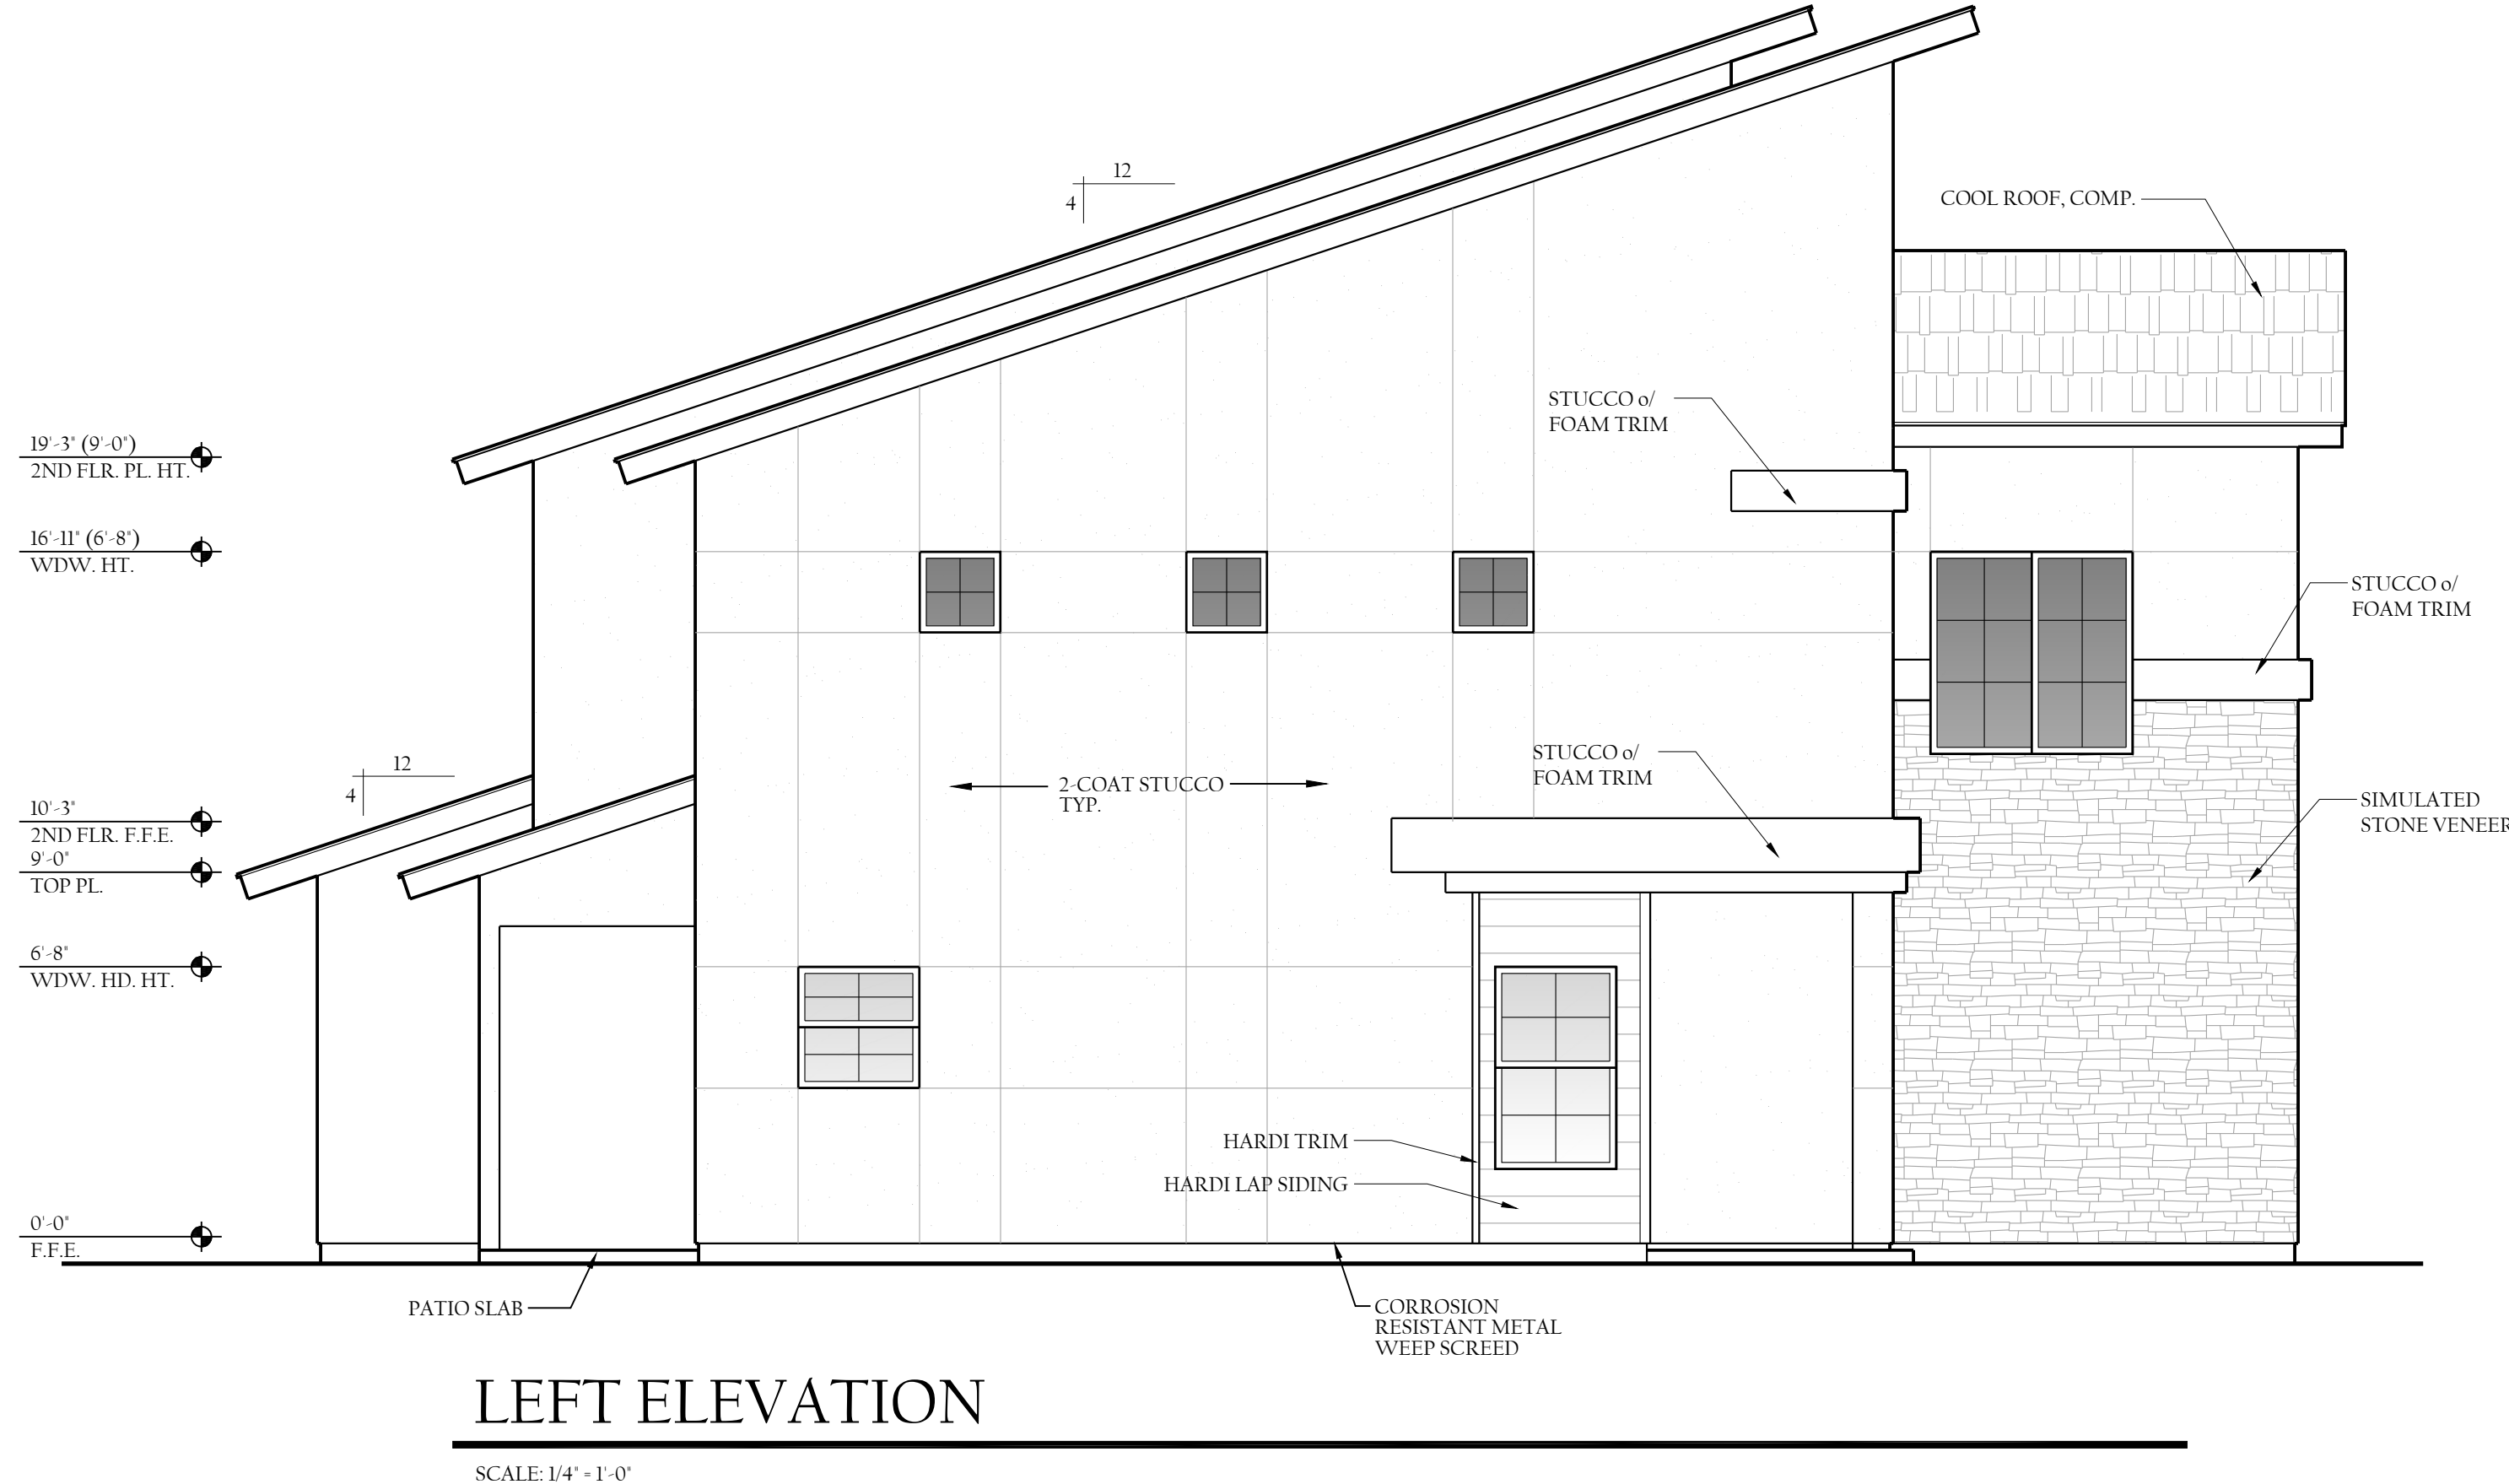 12
4
COOL ROOF, COMP.
STUCCO o/
FOAM TRIM
19'-3" (9'-0")
2ND FLR. PL. HT.
16'-11" (6'-8")
WDW. HT.
STUCCO o/
FOAM TRIM
STUCCO o/
FOAM TRIM
12
4
2-COAT STUCCO
TYP.
10'-3"
2ND FLR. F.F.E.
9'-0"
TOP PL.
SIMULATED
STONE VENEER
6'-8"
WDW. HD. HT.
HARDI TRIM
HARDI LAP SIDING
0'-0"
F.F.E.
PATIO SLAB
CORROSION
RESISTANT METAL
WEEP SCREED
LEFT ELEVATION
SCALE: 1/4" = 1'-0"